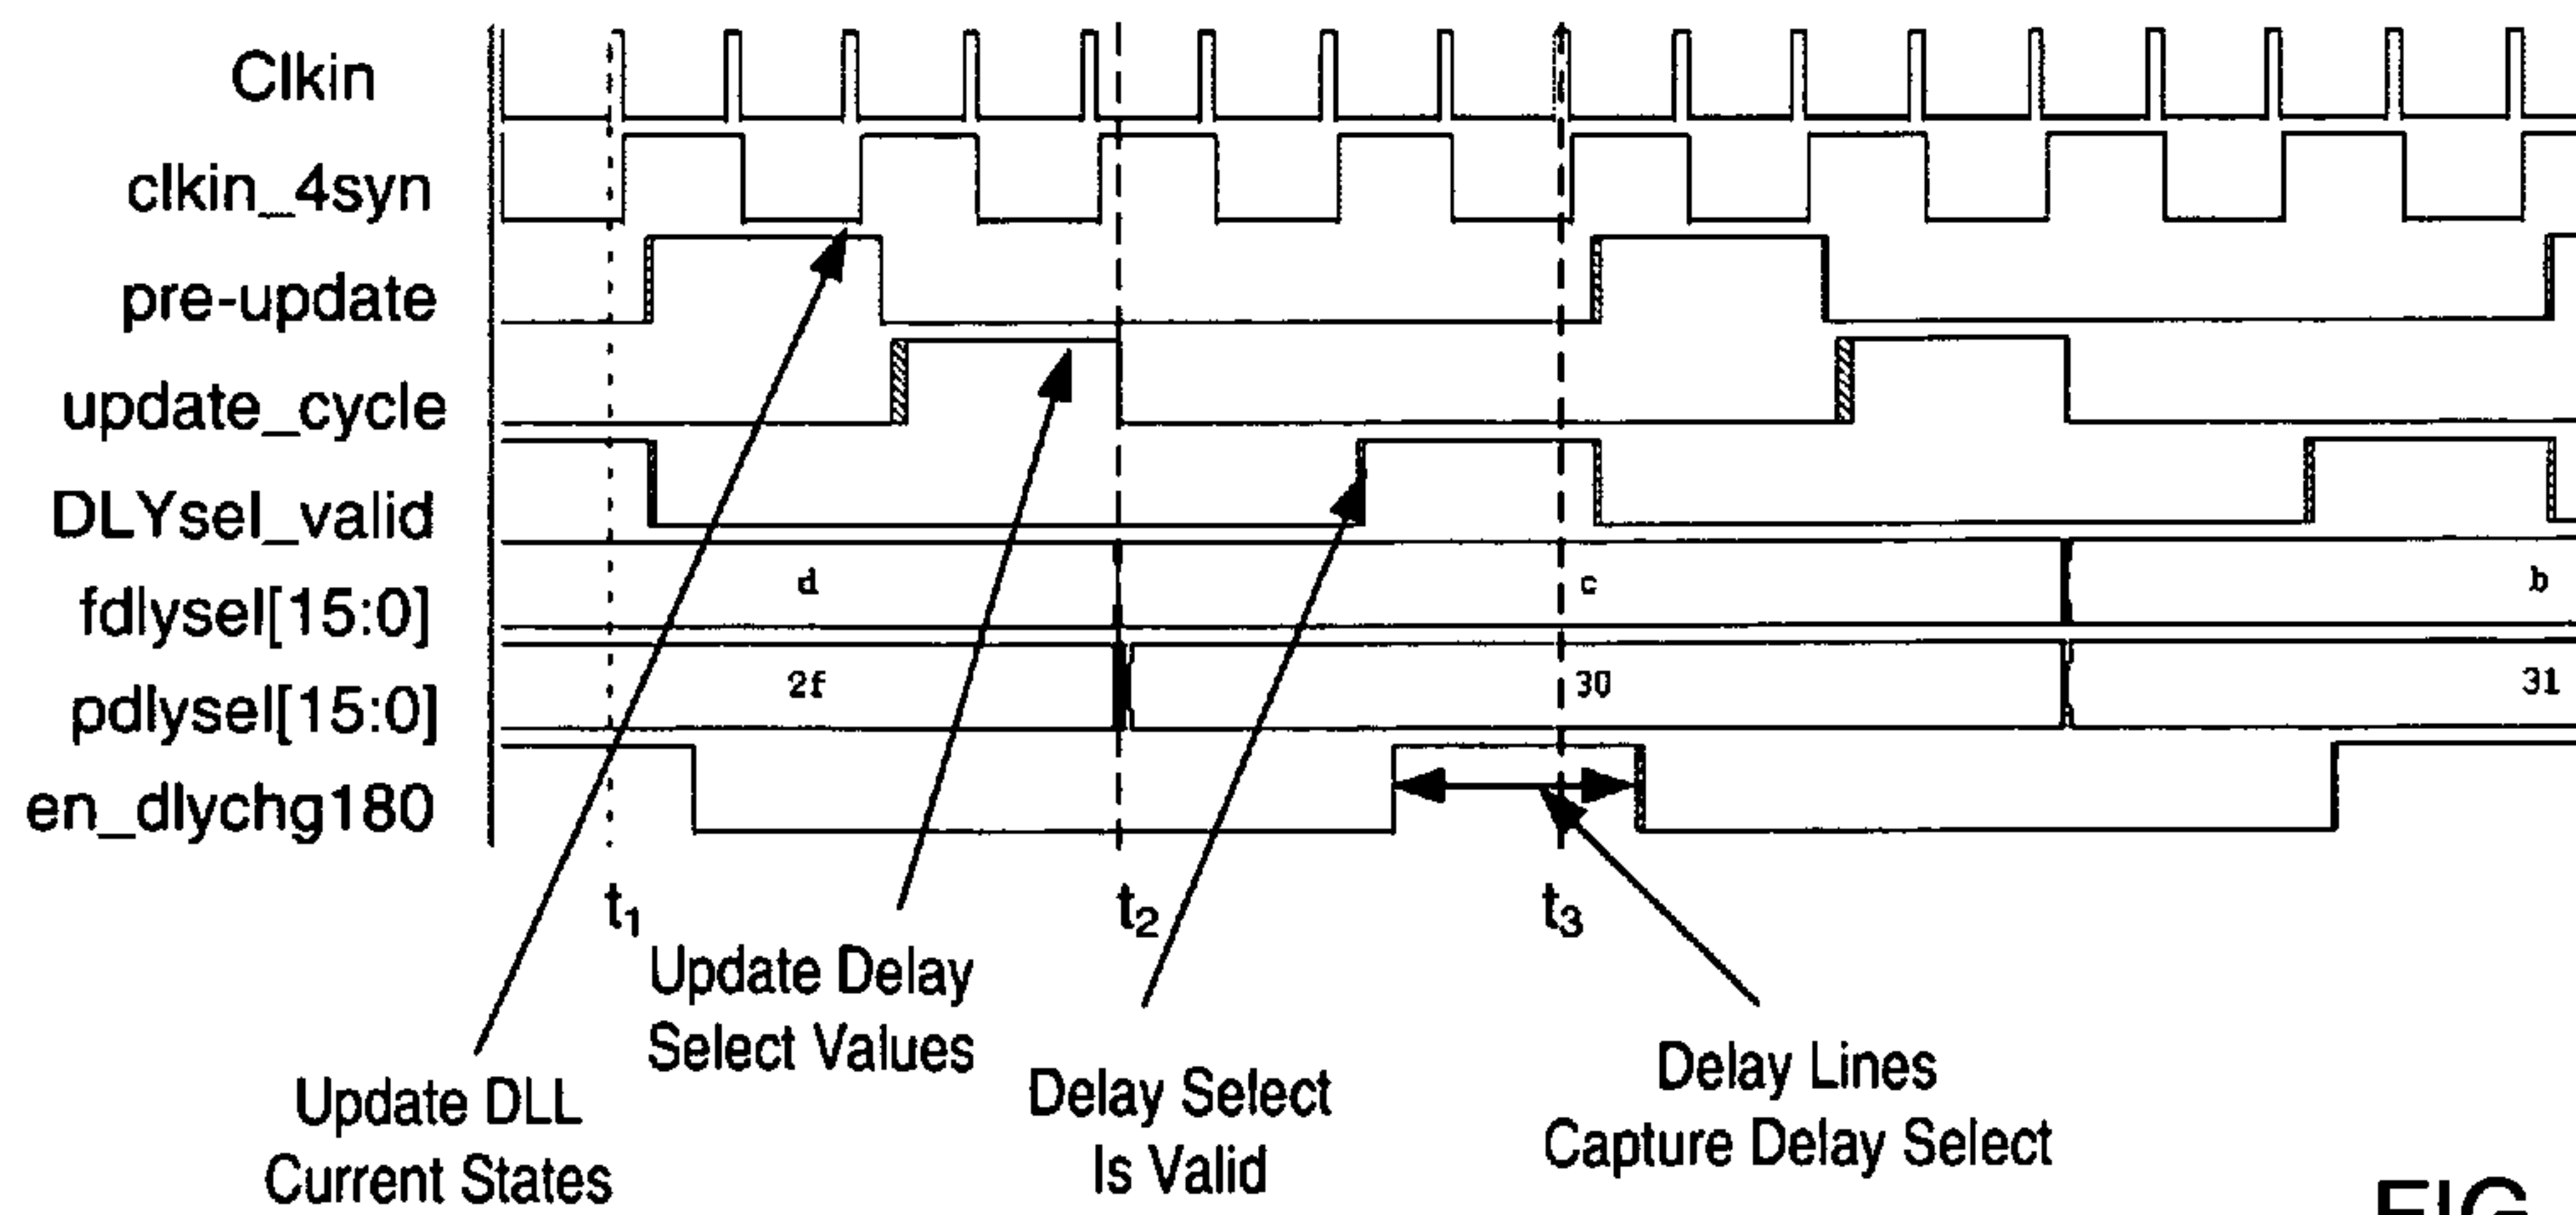 Clkin
clkin_4syn
pre-update
update_cycle
DLYsel_valid
fdlysel[15:0] d c b
pdlysel[15:0] 2f 30 31
en_dlychg180
t1 t2 t3
Update Delay
Select Values
Update DLL
Current States
Delay Select
Is Valid
Delay Lines
Capture Delay Select